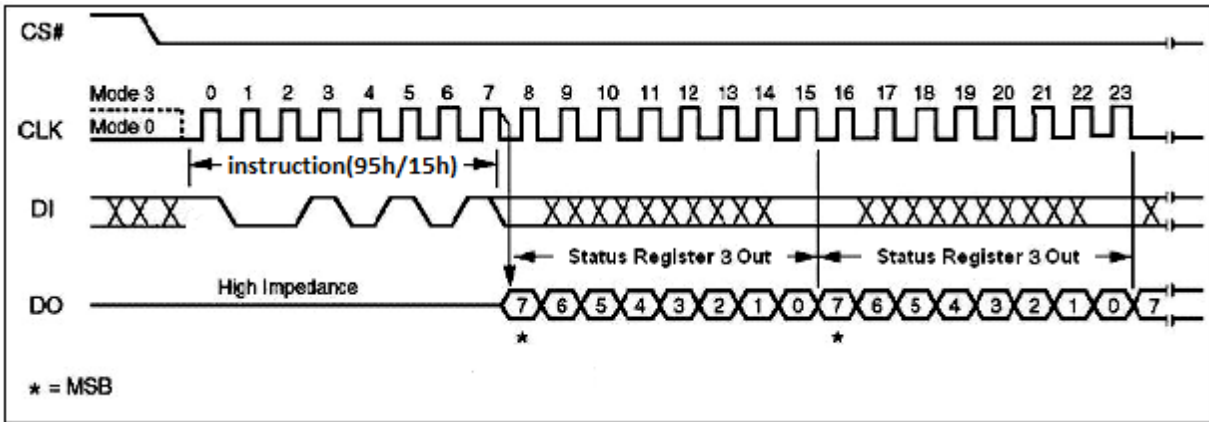 CS#
Mode 3 0 1 2 3 4 5 6 7 8 9 10 11 12 13 14 15 16 17 18 19 20 21 22 23
CLK Mode 0
instruction(95h/15h)
DI
Status Register 3 Out Status Register 3 Out
High Impedance
DO 7 6 5 4 3 2 1 0 7 6 5 4 3 2 1 0 7
* *
* = MSB